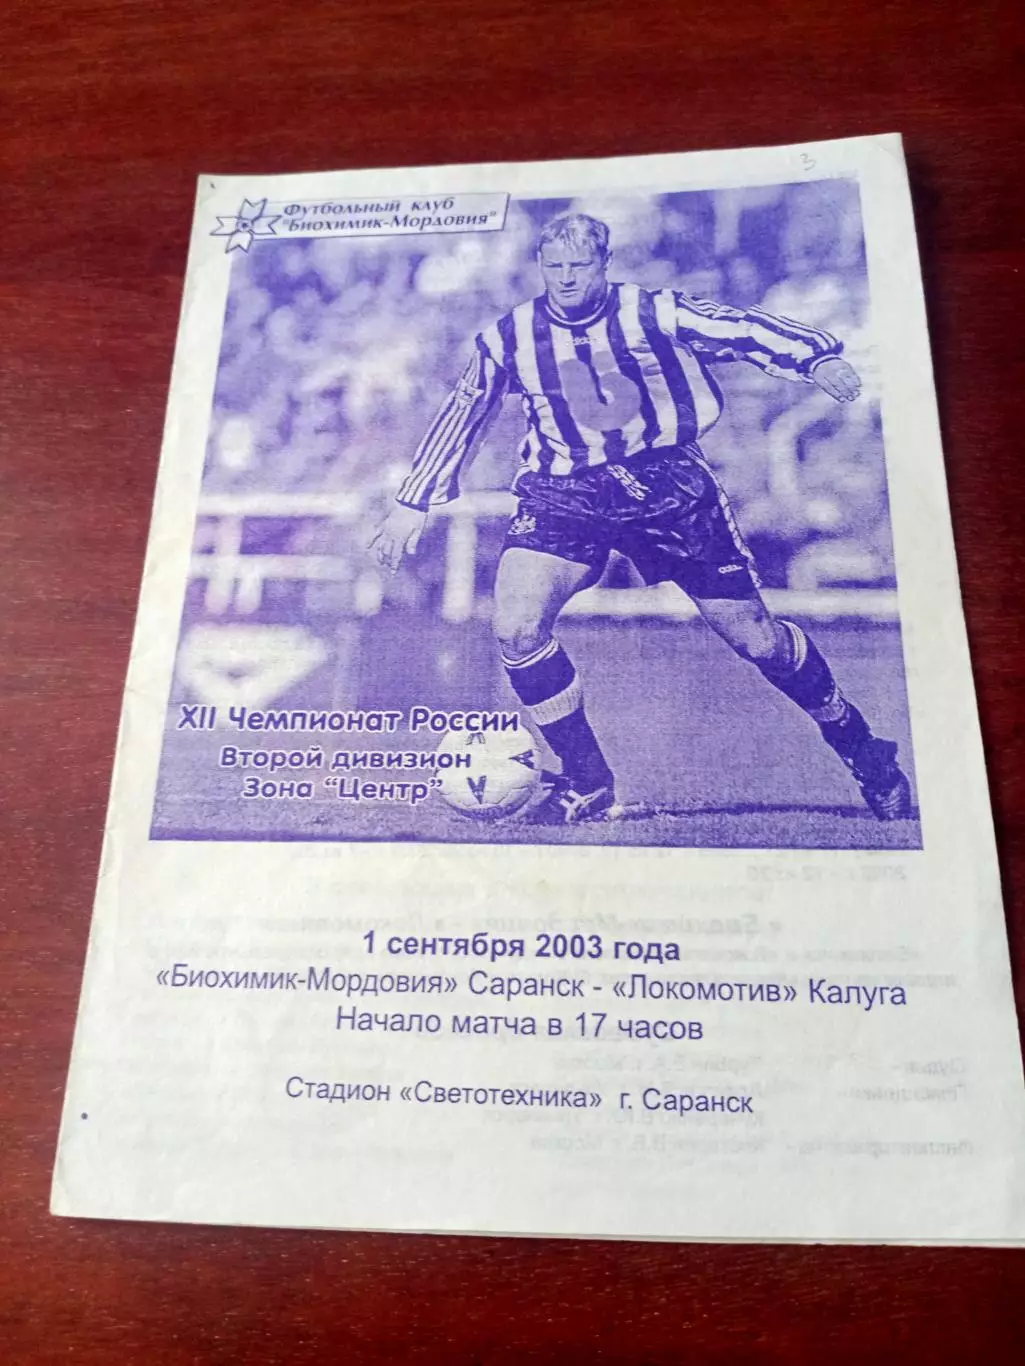 3
Футбольный клуб
"Биохимик-Мордовия"
adidas
XII Чемпионат России
Второй дивизион
Зона "Центр"
1 сентября 2003 года
«Биохимик-Мордовия» Саранск - «Локомотив» Калуга
Начало матча в 17 часов
Стадион «Светотехника» г. Саранск